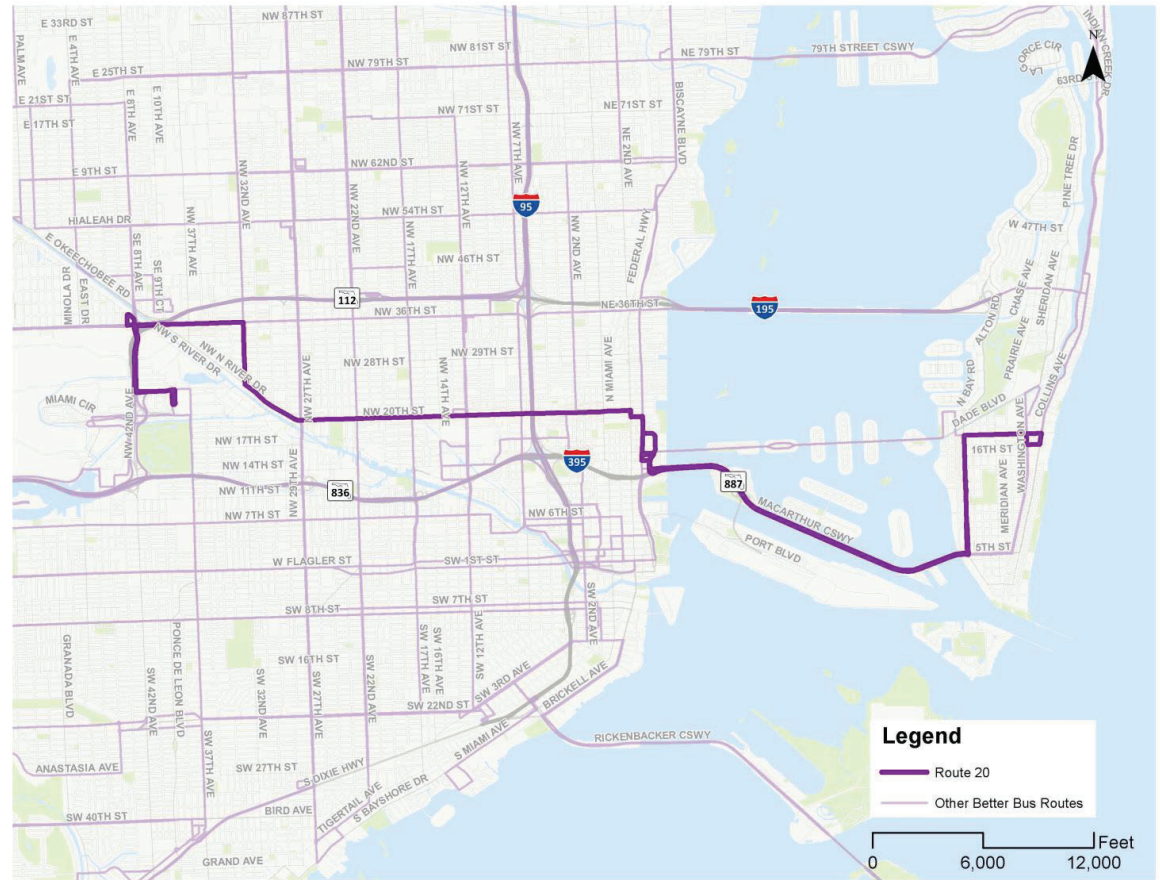 E 33RD ST
NW 87TH ST
INDIAN CREEK DR
N
PALM AVE
E 4TH AVE
NW 81ST ST
NE 79TH ST
79TH STREET CSWY
LA GORCE CIR
E 25TH ST
NW 79TH ST
63RD
E 21ST ST
E 8TH AVE
E 10TH AVE
NW 71ST ST
NE 71ST ST
BISCAYNE BLVD
E 17TH ST
NW 7TH AVE
NE 2ND AVE
PINE TREE DR
E 9TH ST
NW 32ND AVE
NW 62ND ST
NW 22ND AVE
NW 12TH AVE
HIALEAH DR
NW 37TH AVE
NW 54TH ST
95
NW 2ND AVE
FEDERAL HWY
W 47TH ST
E OKEECHOBEE RD
SE 8TH AVE
SE 9TH CT
NW 17TH AVE
NW 46TH ST
MINOLA DR
EAST DR
112
NE 36TH ST
195
ALTON RD
CHASE AVE
SHERIDAN AVE
NW 36TH ST
NW S RIVER DR
NW N RIVER DR
NW 27TH AVE
NW 28TH ST
NW 29TH ST
N MIAMI AVE
PRAIRIE AVE
N BAY RD
COLLINS AVE
MIAMI CIR
NW 42ND AVE
NW 14TH AVE
NW 20TH ST
DADE BLVD
WASHINGTON AVE
NW 17TH ST
16TH ST
NW 14TH ST
NW 29TH AVE
395
MERIDIAN AVE
NW 11TH ST
836
887
MACARTHUR CSWY
NW 7TH ST
NW 6TH ST
PORT BLVD
5TH ST
W FLAGLER ST
SW 1ST ST
SW 8TH ST
SW 7TH ST
SW 2ND AVE
GRANADA BLVD
PONCE DE LEON BLVD
SW 42ND AVE
SW 16TH ST
SW 32ND AVE
SW 27TH AVE
SW 22ND AVE
SW 17TH AVE
SW 16TH AVE
SW 12TH AVE
SW 3RD AVE
BRICKELL AVE
SW 22ND ST
S MIAMI AVE
RICKENBACKER CSWY
SW 37TH AVE
ANASTASIA AVE
SW 27TH ST
S DIXIE HWY
TIGERTAIL AVE
S BAYSHORE DR
SW 40TH ST
BIRD AVE
GRAND AVE
Legend
Route 20
Other Better Bus Routes
Feet
0 6,000 12,000